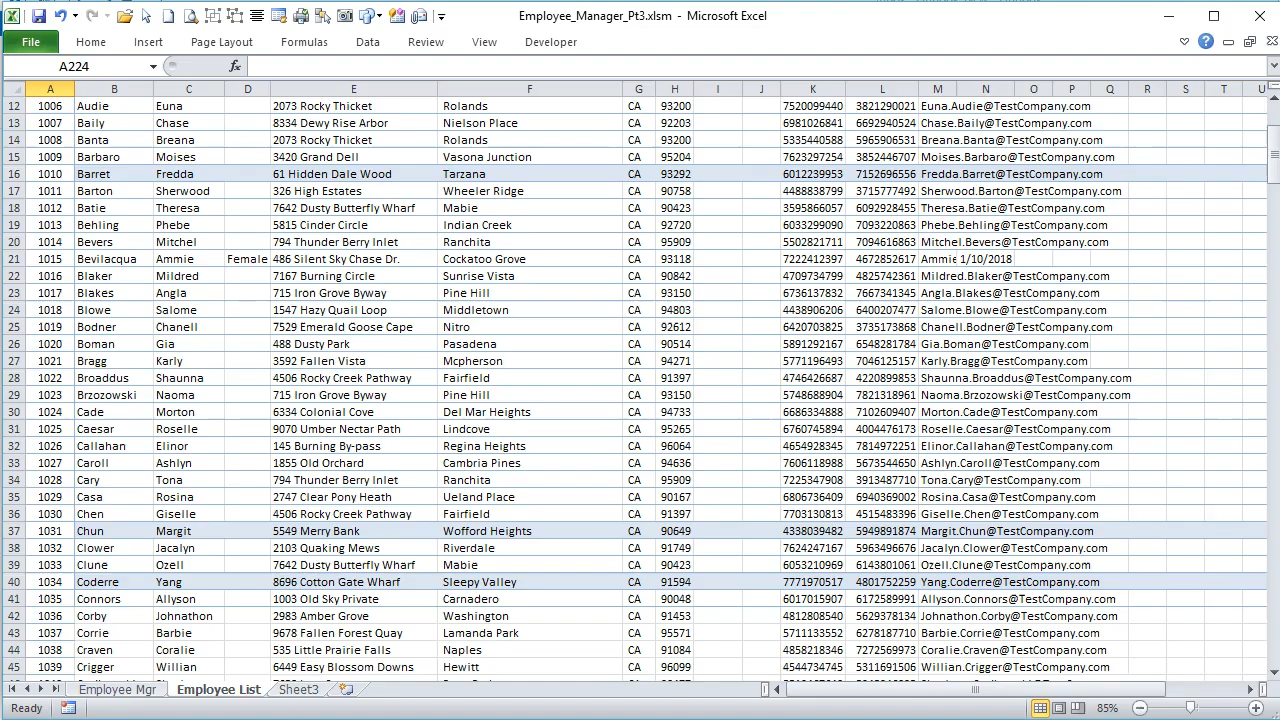 Employee_Manager_Pt3.xlsm - Microsoft Excel
File Home Insert Page Layout Formulas Data Review View Developer
A224 fx
A B C D E F G H I J K L M N O P Q R S T U
12 1006 Audie Euna 2073 Rocky Thicket Rolands CA 93200 7520099440 3821290021 Euna.Audie@TestCompany.com
13 1007 Baily Chase 8334 Dewy Rise Arbor Nielson Place CA 92203 6981026841 6692940524 Chase.Baily@TestCompany.com
14 1008 Banta Breana 2073 Rocky Thicket Rolands CA 93200 5335440588 5965906531 Breana.Banta@TestCompany.com
15 1009 Barbaro Moises 3420 Grand Dell Vasona Junction CA 95204 7623297254 3852446707 Moises.Barbaro@TestCompany.com
16 1010 Barret Fredda 61 Hidden Dale Wood Tarzana CA 93292 6012239953 7152696556 Fredda.Barret@TestCompany.com
17 1011 Barton Sherwood 326 High Estates Wheeler Ridge CA 90758 4488838799 3715777492 Sherwood.Barton@TestCompany.com
18 1012 Batie Theresa 7642 Dusty Butterfly Wharf Mabie CA 90423 3595866057 6092928455 Theresa.Batie@TestCompany.com
19 1013 Behling Phebe 5815 Cinder Circle Indian Creek CA 92720 6033299090 7093220863 Phebe.Behling@TestCompany.com
20 1014 Bevers Mitchel 794 Thunder Berry Inlet Ranchita CA 95909 5502821711 7094616863 Mitchel.Bevers@TestCompany.com
21 1015 Bevilacqua Ammie Female 486 Silent Sky Chase Dr. Cockatoo Grove CA 93118 7222412397 4672852617 Ammie 1/10/2018
22 1016 Blaker Mildred 7167 Burning Circle Sunrise Vista CA 90842 4709734799 4825742361 Mildred.Blaker@TestCompany.com
23 1017 Blakes Angla 715 Iron Grove Byway Pine Hill CA 93150 6736137832 7667341345 Angla.Blakes@TestCompany.com
24 1018 Blowe Salome 1547 Hazy Quail Loop Middletown CA 94803 4438906206 6400207477 Salome.Blowe@TestCompany.com
25 1019 Bodner Chanell 7529 Emerald Goose Cape Nitro CA 92612 6420703825 3735173868 Chanell.Bodner@TestCompany.com
26 1020 Boman Gia 488 Dusty Park Pasadena CA 90514 5891292167 6548281784 Gia.Boman@TestCompany.com
27 1021 Bragg Karly 3592 Fallen Vista Mcpherson CA 94271 5771196493 7046125157 Karly.Bragg@TestCompany.com
28 1022 Broaddus Shaunna 4506 Rocky Creek Pathway Fairfield CA 91397 4746426687 4220899853 Shaunna.Broaddus@TestCompany.com
29 1023 Brzozowski Naoma 715 Iron Grove Byway Pine Hill CA 93150 5748688904 7821318961 Naoma.Brzozowski@TestCompany.com
30 1024 Cade Morton 6334 Colonial Cove Del Mar Heights CA 94733 6686334888 7102609407 Morton.Cade@TestCompany.com
31 1025 Caesar Roselle 9070 Umber Nectar Path Lindcove CA 95265 6760745894 4004476173 Roselle.Caesar@TestCompany.com
32 1026 Callahan Elinor 145 Burning By-pass Regina Heights CA 96064 4654928345 7814972251 Elinor.Callahan@TestCompany.com
33 1027 Caroll Ashlyn 1855 Old Orchard Cambria Pines CA 94636 7606118988 5673544650 Ashlyn.Caroll@TestCompany.com
34 1028 Cary Tona 794 Thunder Berry Inlet Ranchita CA 95909 7225347908 3913487710 Tona.Cary@TestCompany.com
35 1029 Casa Rosina 2747 Clear Pony Heath Ueland Place CA 90167 6806736409 6940369002 Rosina.Casa@TestCompany.com
36 1030 Chen Giselle 4506 Rocky Creek Pathway Fairfield CA 91397 7703130813 4515483396 Giselle.Chen@TestCompany.com
37 1031 Chun Margit 5549 Merry Bank Wofford Heights CA 90649 4338039482 5949891874 Margit.Chun@TestCompany.com
38 1032 Clower Jacalyn 2103 Quaking Mews Riverdale CA 91749 7624247167 5963496676 Jacalyn.Clower@TestCompany.com
39 1033 Clune Ozell 7642 Dusty Butterfly Wharf Mabie CA 90423 6053210969 6143801061 Ozell.Clune@TestCompany.com
40 1034 Coderre Yang 8696 Cotton Gate Wharf Sleepy Valley CA 91594 7771970517 4801752259 Yang.Coderre@TestCompany.com
41 1035 Connors Allyson 1003 Old Sky Private Carnadero CA 90048 6017015907 6172589991 Allyson.Connors@TestCompany.com
42 1036 Corby Johnathon 2983 Amber Grove Washington CA 91453 4812808540 5629378134 Johnathon.Corby@TestCompany.com
43 1037 Corrie Barbie 9678 Fallen Forest Quay Lamanda Park CA 95571 5711133552 6278187710 Barbie.Corrie@TestCompany.com
44 1038 Craven Coralie 535 Little Prairie Falls Naples CA 91084 4858218346 7272569973 Coralie.Craven@TestCompany.com
45 1039 Crigger Willian 6449 Easy Blossom Downs Hewitt CA 96099 4544734745 5311691506 Willian.Crigger@TestCompany.com
Employee Mgr Employee List Sheet3
Ready 85%